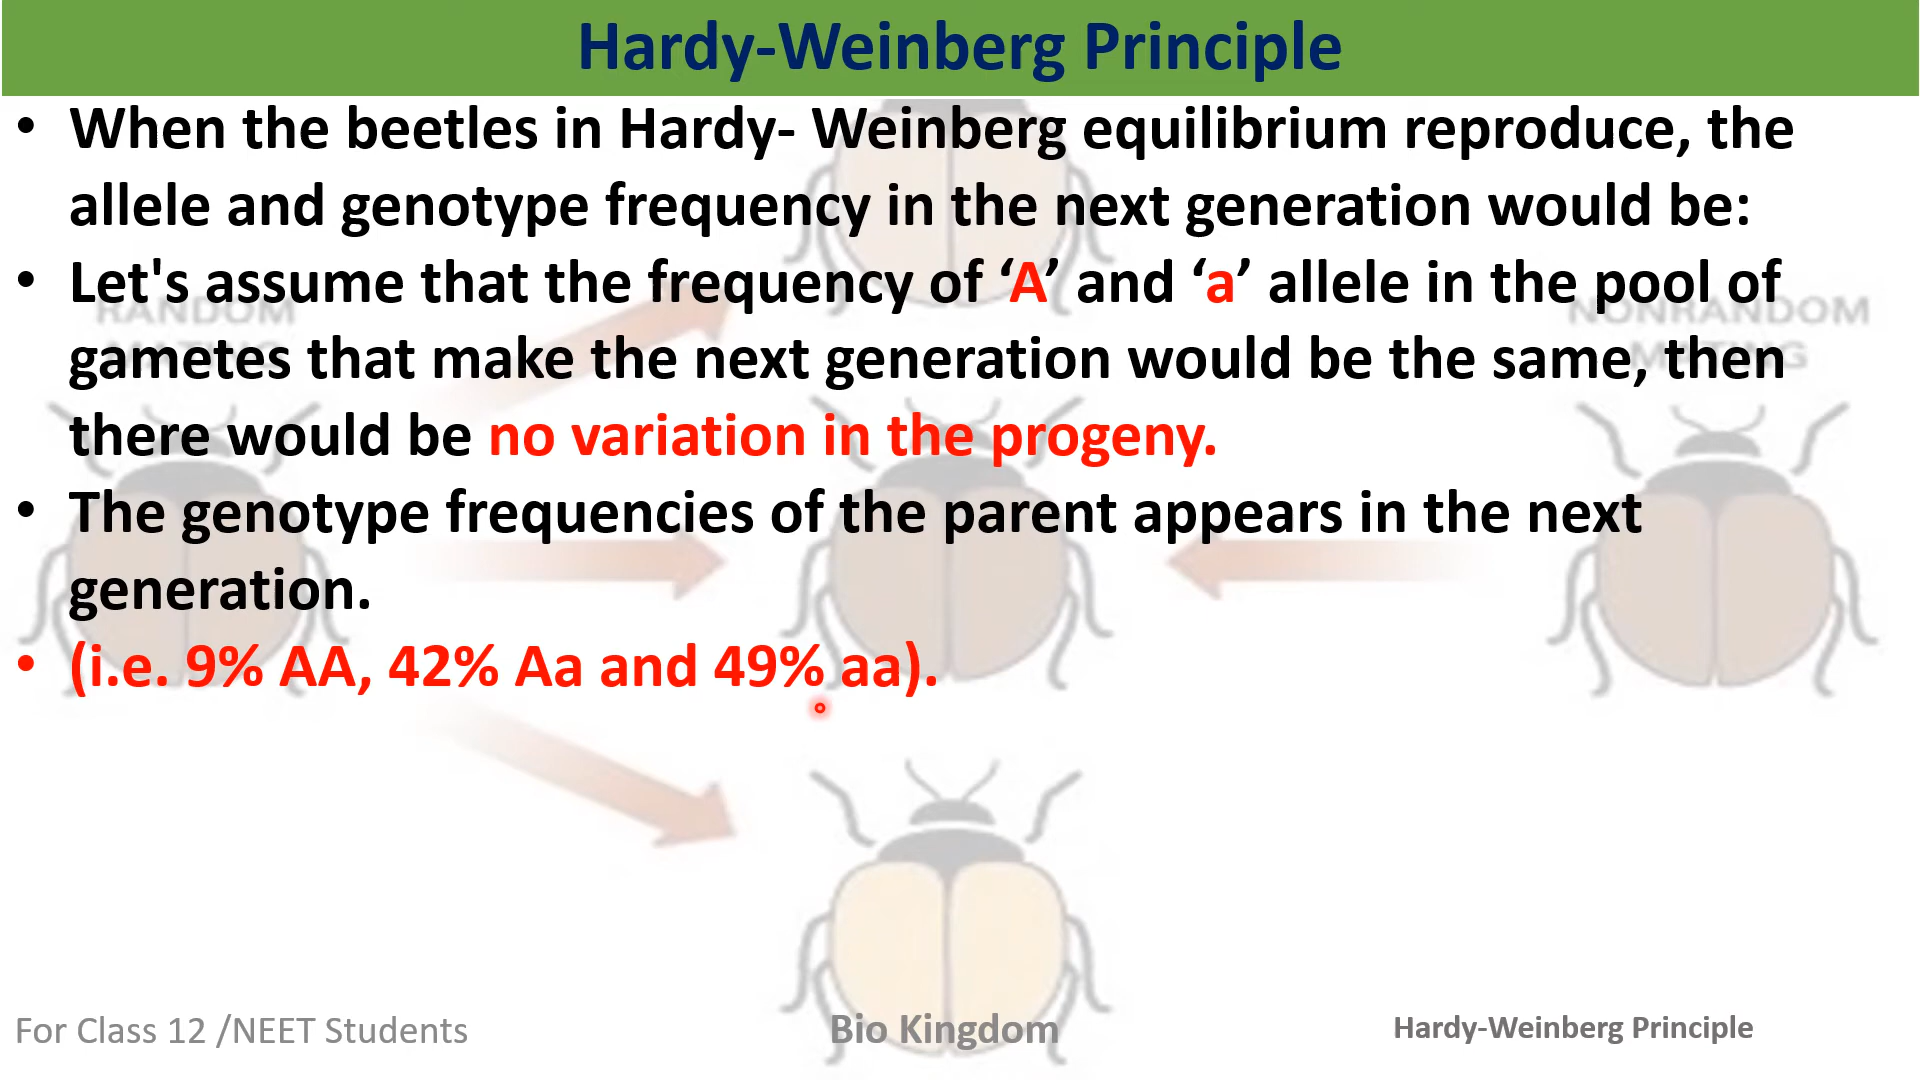 Hardy-Weinberg Principle
• When the beetles in Hardy- Weinberg equilibrium reproduce, the
allele and genotype frequency in the next generation would be:
• Let's assume that the frequency of ‘A’ and ‘a’ allele in the pool of
RANDOM
NONRANDOM
gametes that make the next generation would be the same, then
MATING
MATING
there would be no variation in the progeny.
• The genotype frequencies of the parent appears in the next
generation.
• (i.e. 9% AA, 42% Aa and 49% aa).
For Class 12 /NEET Students
Bio Kingdom
Hardy-Weinberg Principle